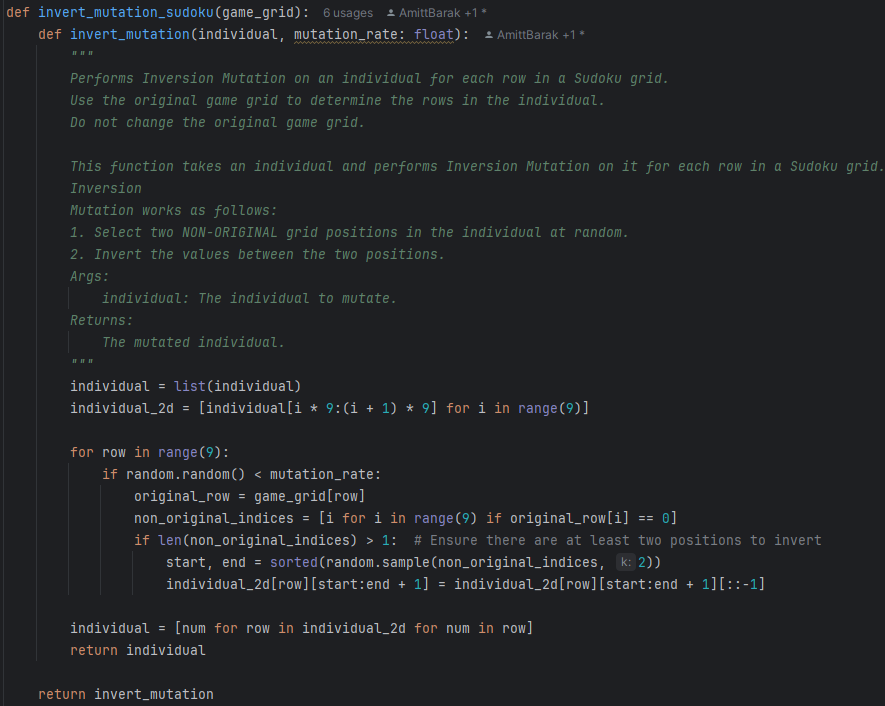 def invert_mutation_sudoku(game_grid):  6 usages  AmittBarak +1 *
    def invert_mutation(individual, mutation_rate: float):  AmittBarak +1 *
        """
        Performs Inversion Mutation on an individual for each row in a Sudoku grid.
        Use the original game grid to determine the rows in the individual.
        Do not change the original game grid.

        This function takes an individual and performs Inversion Mutation on it for each row in a Sudoku grid.
        Inversion
        Mutation works as follows:
        1. Select two NON-ORIGINAL grid positions in the individual at random.
        2. Invert the values between the two positions.
        Args:
            individual: The individual to mutate.
        Returns:
            The mutated individual.
        """
        individual = list(individual)
        individual_2d = [individual[i * 9:(i + 1) * 9] for i in range(9)]

        for row in range(9):
            if random.random() < mutation_rate:
                original_row = game_grid[row]
                non_original_indices = [i for i in range(9) if original_row[i] == 0]
                if len(non_original_indices) > 1:  # Ensure there are at least two positions to invert
                    start, end = sorted(random.sample(non_original_indices, k: 2))
                    individual_2d[row][start:end + 1] = individual_2d[row][start:end + 1][::-1]

        individual = [num for row in individual_2d for num in row]
        return individual

    return invert_mutation